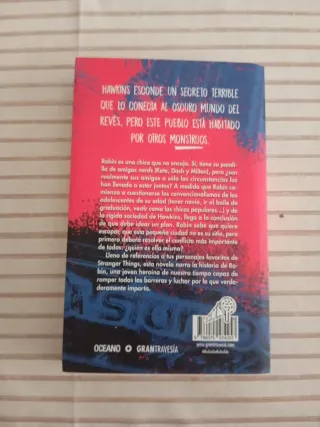 HAWKINS ESCONDE UN SECRETO TERRIBLE
QUE LO CONECTA AL OSCURO MUNDO DEL
REVÉS, PERO ESTE PUEBLO ESTÁ HABITADO
POR OTROS MONSTRUOS.
Robin es una chica que no encaja. Sí, tiene su pandi-
lla de amigos nerds (Kate, Dash y Milton), pero ¿son
realmente sus amigos o sólo las circunstancias los
han llevado a estar juntos? A medida que Robin co-
mienza a cuestionarse los convencionalismos de los
adolescentes de su edad (tener novio, ir al baile de
graduación, vestir como las chicas populares...) y de
la rígida sociedad de Hawkins, llega a la conclusión
de que debe idear un plan. Robin sabe que quiere
escapar, que esta pequeña ciudad no es su sitio, pero
primero deberá resolver el conflicto más importante
de todos: ¿quién es ella misma?
Lleno de referencias a tus personajes favoritos de
Stranger Things, esta novela narra la historia de Ro-
bin, una joven heroína de nuestro tiempo capaz de
romper todas las barreras y luchar por lo que verda-
deramente importa.
OCEANO + GRANTRAVESÍA
www.grantravesia.com